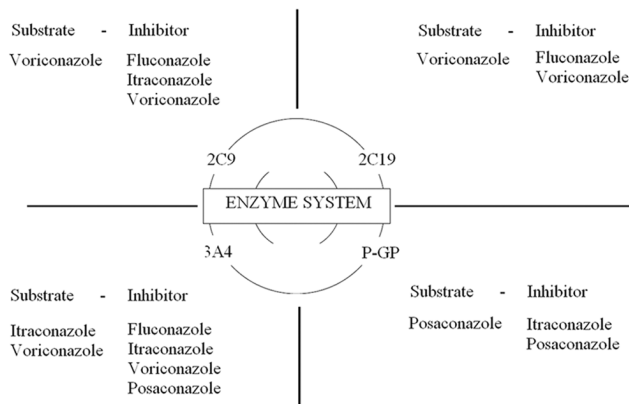 Substrate - Inhibitor
Voriconazole Fluconazole
Itraconazole
Voriconazole
Substrate - Inhibitor
Voriconazole Fluconazole
Voriconazole
2C9 2C19
ENZYME SYSTEM
3A4 P-GP
Substrate - Inhibitor
Itraconazole Fluconazole
Voriconazole Itraconazole
Voriconazole
Posaconazole
Substrate - Inhibitor
Posaconazole Itraconazole
Posaconazole